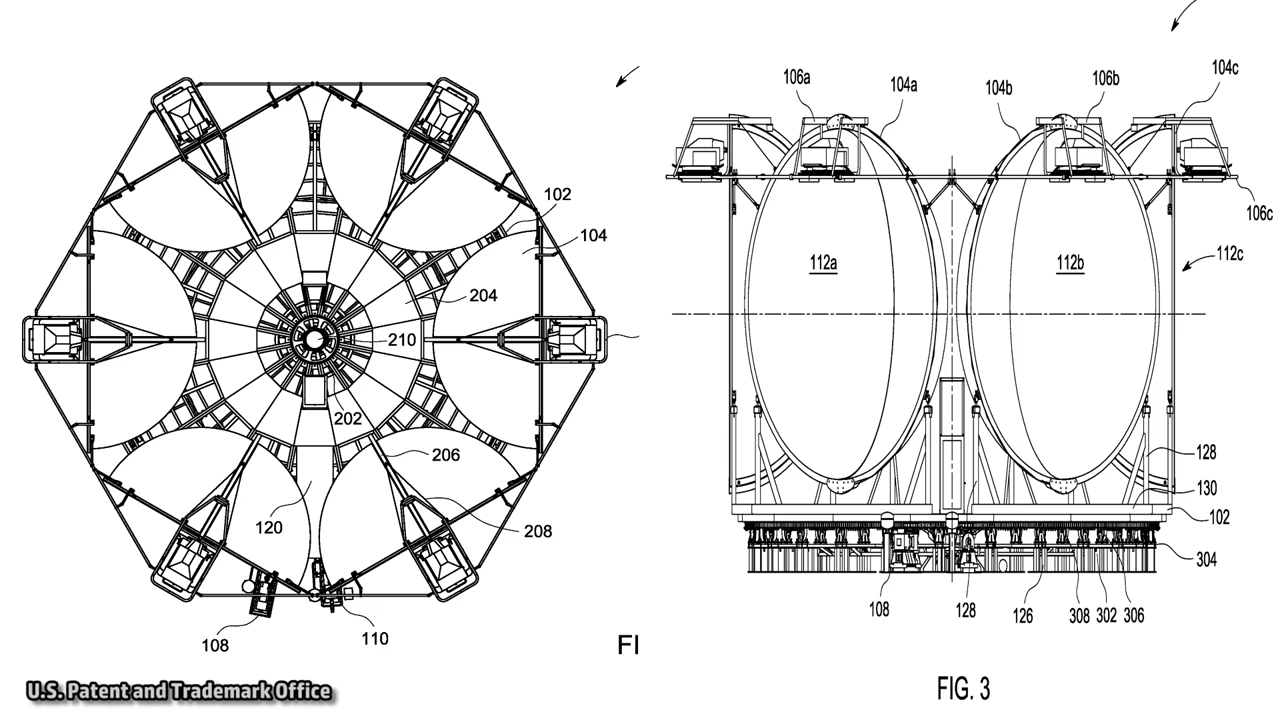 102
104
204
210
202
206
208
120
110
108
FI
U.S. Patent and Trademark Office
106a
104a
104b
106b
104c
106c
112a
112b
112c
128
130
102
304
108
128
126
308
302
306
FIG. 3